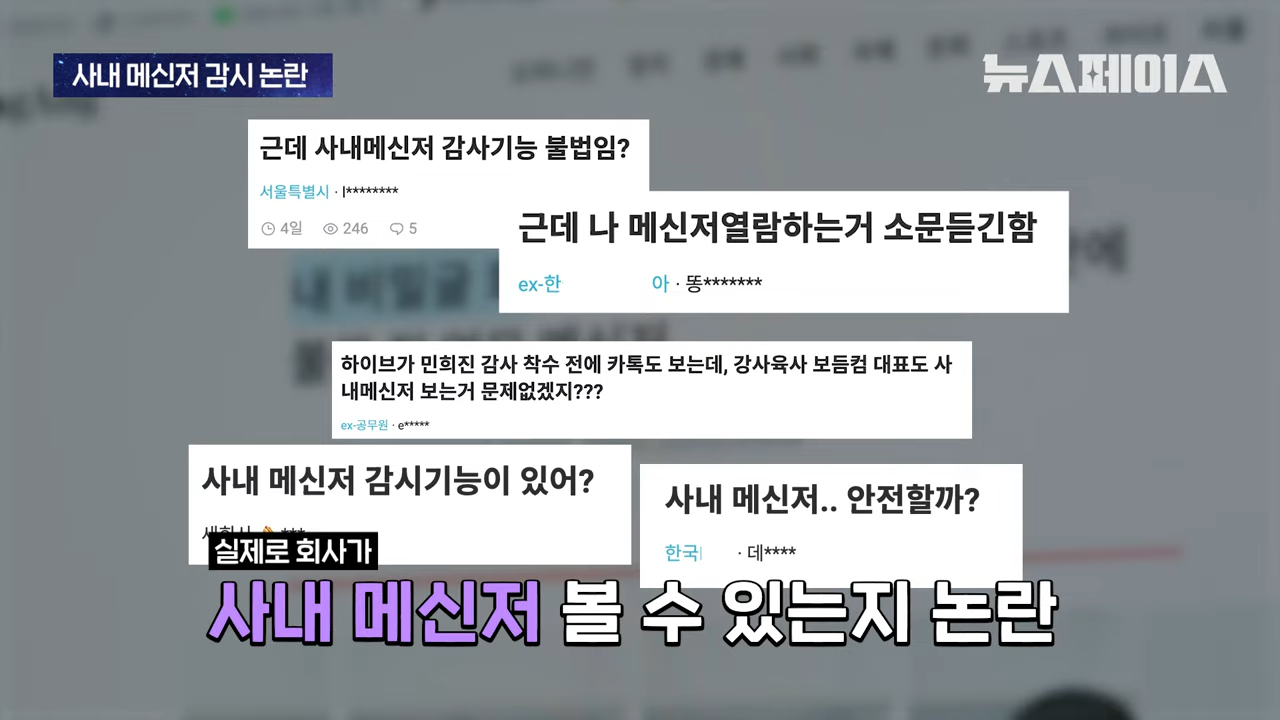 사내 메신저 감시 논란
뉴스페이스
근데 사내메신저 감사기능 불법임?
서울특별시 · l********
4일 246 5
근데 나 메신저열람하는거 소문듣긴함
ex-한 아 · 똥*******
하이브가 민희진 감사 착수 전에 카톡도 보는데, 강사육사 보듬컴 대표도 사
내메신저 보는거 문제없겠지???
ex-공무원 · e*****
사내 메신저 감시기능이 있어?
사내 메신저.. 안전할까?
한국 · 데****
실제로 회사가
사내 메신저 볼 수 있는지 논란